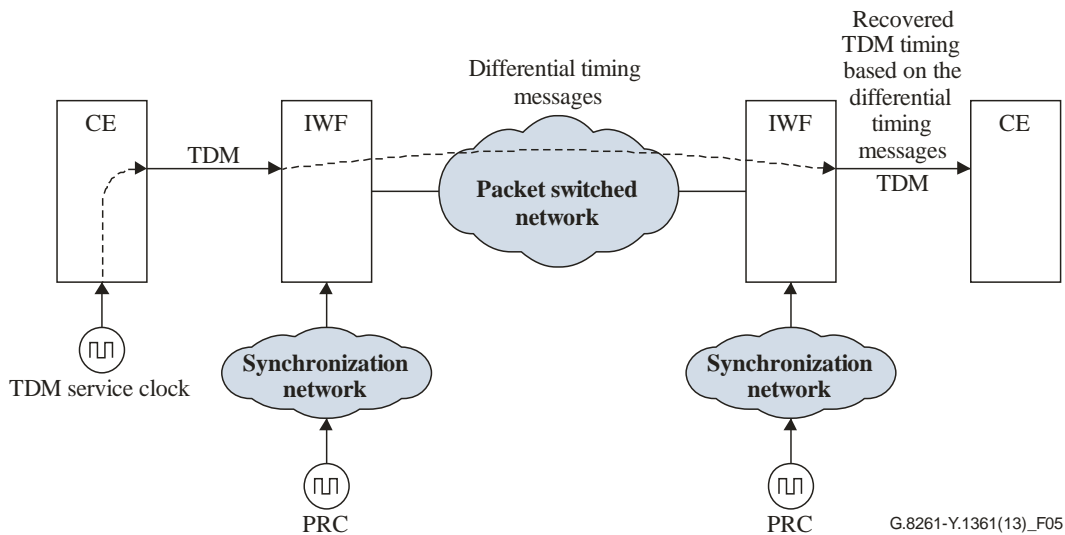 Differential timing
messages
Recovered
TDM timing
based on the
differential
timing
messages
CE
IWF
IWF
CE
TDM
TDM
Packet switched
network
TDM service clock
Synchronization
network
Synchronization
network
PRC
PRC
G.8261-Y.1361(13)_F05